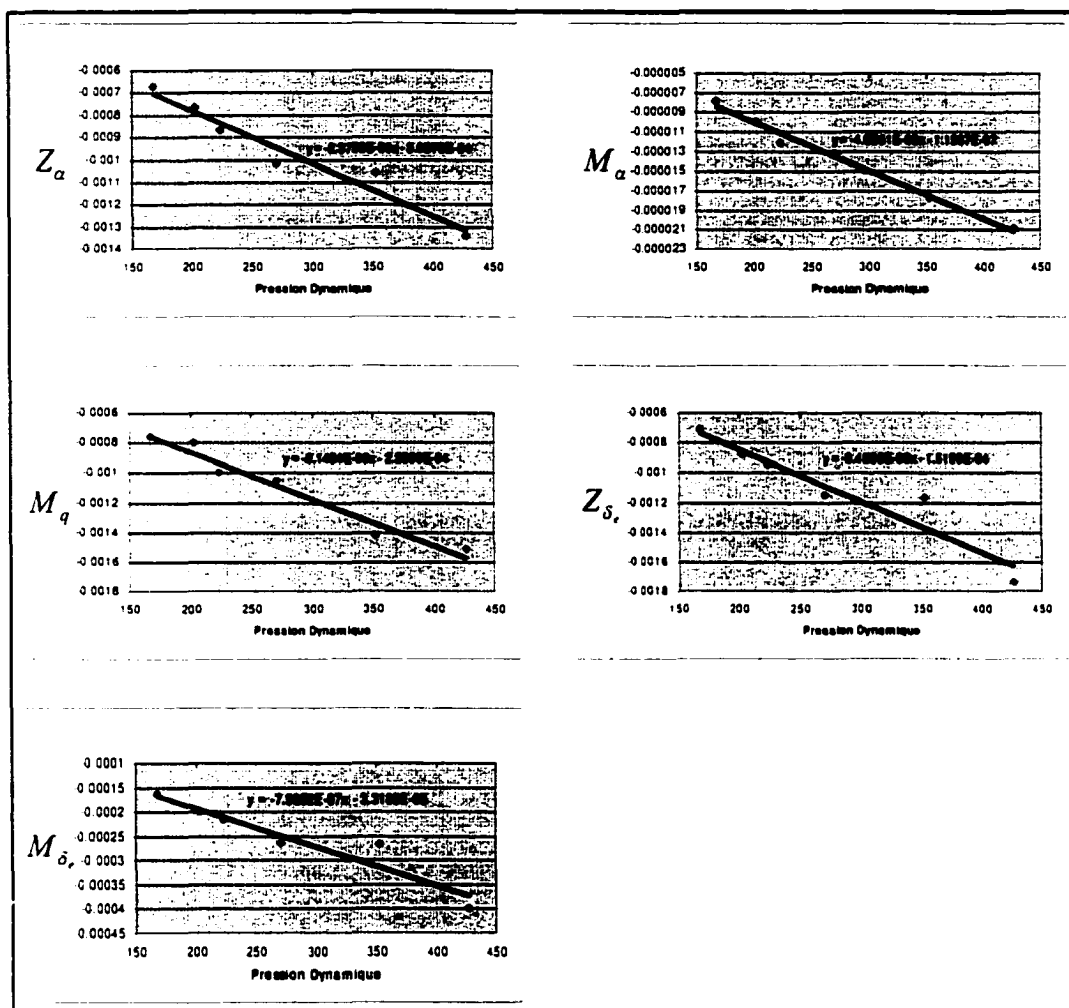 -0.0006
-0.0007
-0.0008
-0.0009
-0.001
-0.0011
-0.0012
-0.0013
-0.0014
Z_α
150 200 250 300 350 400 450
Pression Dynamique
-0.000005
-0.000007
-0.000009
-0.000011
-0.000013
-0.000015
-0.000017
-0.000019
-0.000021
-0.000023
M_α
150 200 250 300 350 400 450
Pression Dynamique
-0.0006
-0.0008
-0.001
-0.0012
-0.0014
-0.0016
-0.0018
M_q
150 200 250 300 350 400 450
Pression Dynamique
-0.0006
-0.0008
-0.001
-0.0012
-0.0014
-0.0016
-0.0018
Z_δe
150 200 250 300 350 400 450
Pression Dynamique
-0.0001
-0.00015
-0.0002
-0.00025
-0.0003
-0.00035
-0.0004
-0.00045
M_δe
150 200 250 300 350 400 450
Pression Dynamique